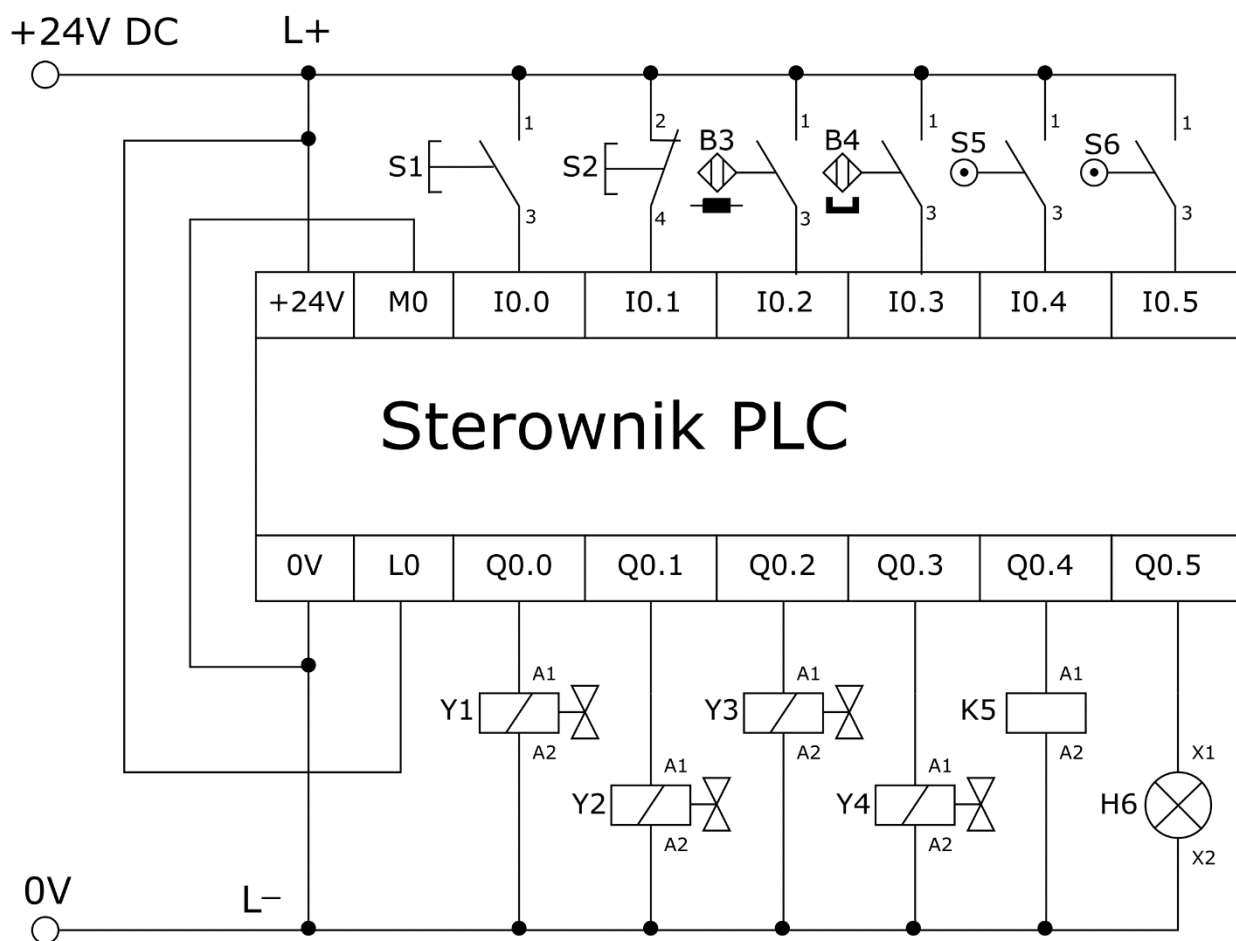 +24V DC L+
1 2 1 1 1 1
S1 S2 B3 B4 S5 S6
3 4 3 3 3 3
+24V M0 I0.0 I0.1 I0.2 I0.3 I0.4 I0.5
Sterownik PLC
0V L0 Q0.0 Q0.1 Q0.2 Q0.3 Q0.4 Q0.5
A1 A1 A1
Y1 Y3 K5
A2 A2 A2
A1 A1 X1
Y2 Y4 H6
A2 A2 X2
0V L−